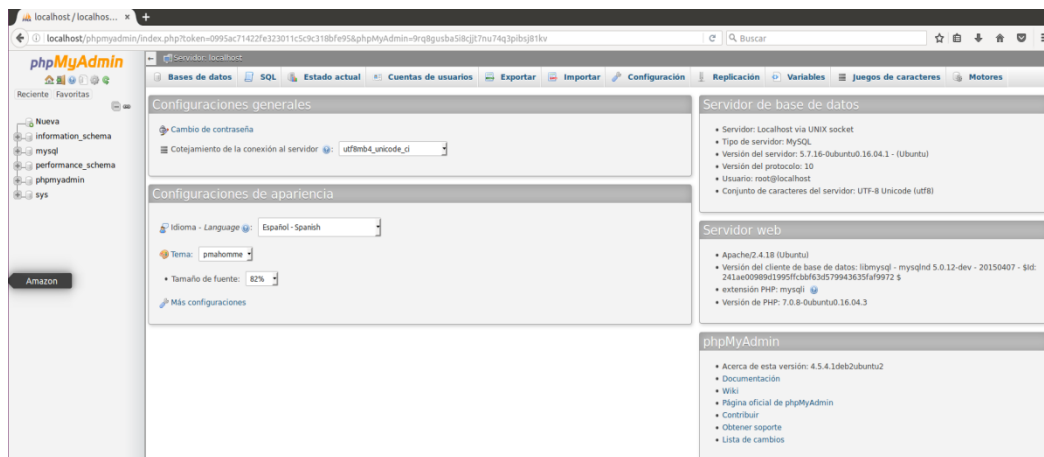 localhost / localhos...
localhost/phpmyadmin/index.php?token=0995ac71422fe323011c5c9c318bfe95&phpMyAdmin=9rq8gusba5i8cjjt7nu74q3pibsj81kv
Buscar
phpMyAdmin
Reciente Favoritas
Nueva
information_schema
mysql
performance_schema
phpmyadmin
sys
Amazon
Servidor: localhost
Bases de datos SQL Estado actual Cuentas de usuarios Exportar Importar Configuración Replicación Variables Juegos de caracteres Motores
Configuraciones generales
Cambio de contraseña
Cotejamiento de la conexión al servidor : utf8mb4_unicode_ci
Configuraciones de apariencia
Idioma - Language : Español - Spanish
Tema: pmahomme
• Tamaño de fuente: 82%
Más configuraciones
Servidor de base de datos
• Servidor: Localhost via UNIX socket
• Tipo de servidor: MySQL
• Versión del servidor: 5.7.16-0ubuntu0.16.04.1 - (Ubuntu)
• Versión del protocolo: 10
• Usuario: root@localhost
• Conjunto de caracteres del servidor: UTF-8 Unicode (utf8)
Servidor web
• Apache/2.4.18 (Ubuntu)
• Versión del cliente de base de datos: libmysql - mysqlnd 5.0.12-dev - 20150407 - $Id:
241ae00989d1995ffcbbf63d579943635faf9972 $
• extensión PHP: mysqli
• Versión de PHP: 7.0.8-0ubuntu0.16.04.3
phpMyAdmin
• Acerca de esta versión: 4.5.4.1deb2ubuntu2
• Documentación
• Wiki
• Página oficial de phpMyAdmin
• Contribuir
• Obtener soporte
• Lista de cambios